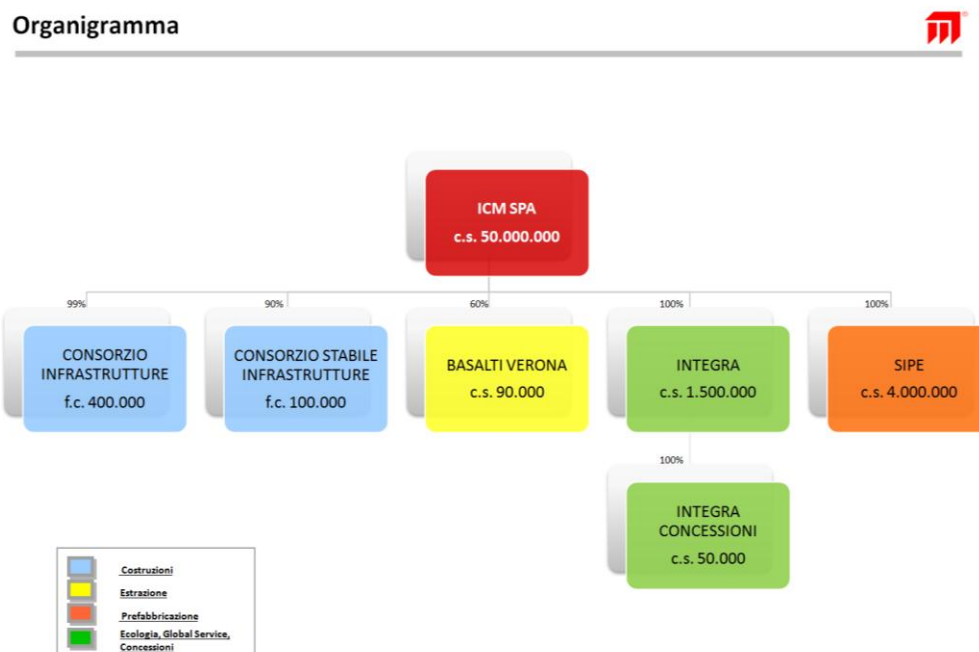 Organigramma
ICM SPA
c.s. 50.000.000
99%
90%
60%
100%
100%
CONSORZIO
INFRASTRUTTURE
f.c. 400.000
CONSORZIO STABILE
INFRASTRUTTURE
f.c. 100.000
BASALTI VERONA
c.s. 90.000
INTEGRA
c.s. 1.500.000
SIPE
c.s. 4.000.000
100%
INTEGRA
CONCESSIONI
c.s. 50.000
Costruzioni
Estrazione
Prefabbricazione
Ecologia, Global Service,
Concessioni